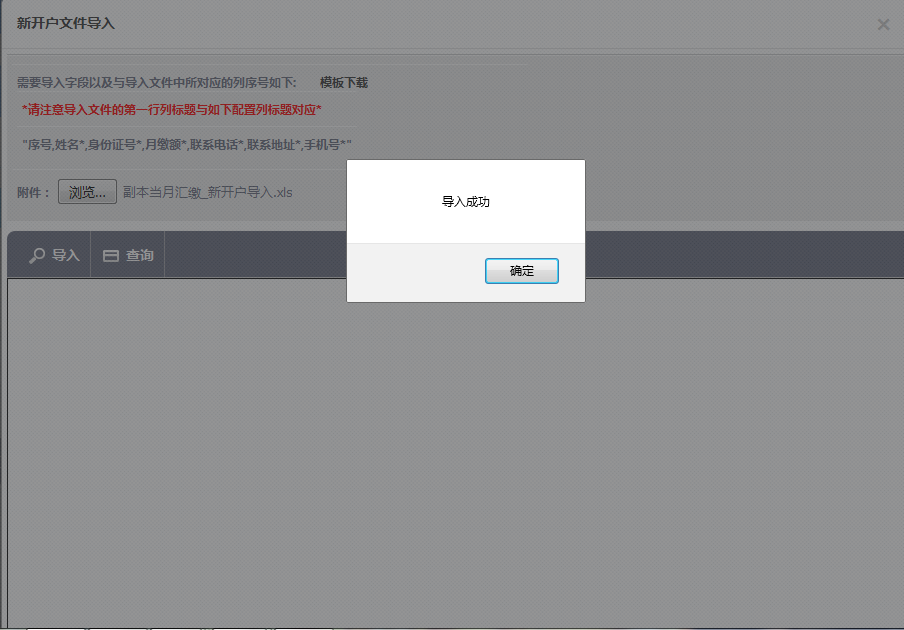 新开户文件导入
需要导入字段以及与导入文件中所对应的列序号如下: 模板下载
*请注意导入文件的第一行列标题与如下配置列标题对应*
"序号,姓名*,身份证号*,月缴额*,联系电话*,联系地址*,手机号*"
附件： 浏览... 副本当月汇缴_新开户导入.xls
导入成功
确定
导入 查询